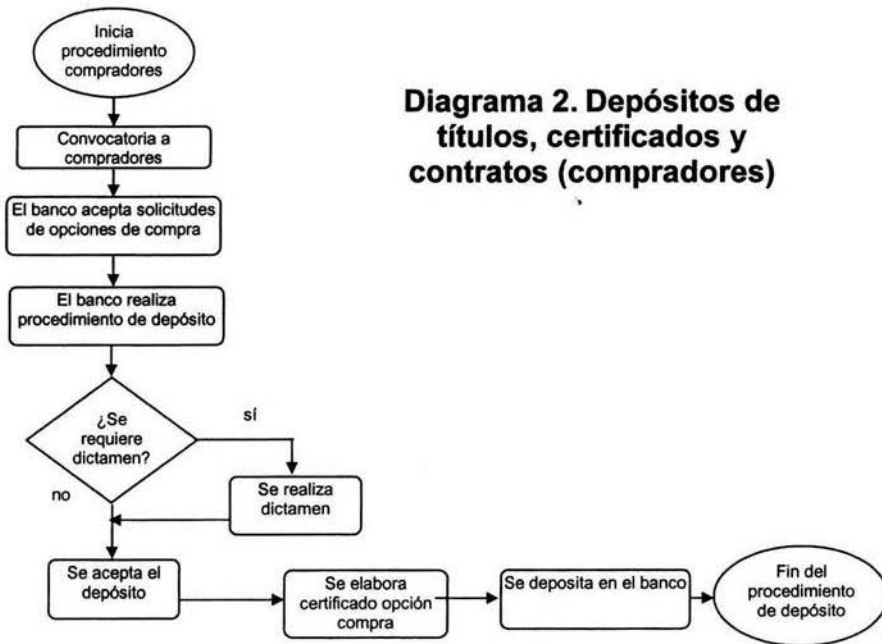 Inicia
procedimiento
compradores
Diagrama 2. Depósitos de
títulos, certificados y
contratos (compradores)
Convocatoria a
compradores
El banco acepta solicitudes
de opciones de compra
El banco realiza
procedimiento de depósito
¿Se
requiere
dictamen?
sí
no
Se realiza
dictamen
Se acepta el
depósito
Se elabora
certificado opción
compra
Se deposita en el banco
Fin del
procedimiento
de depósito